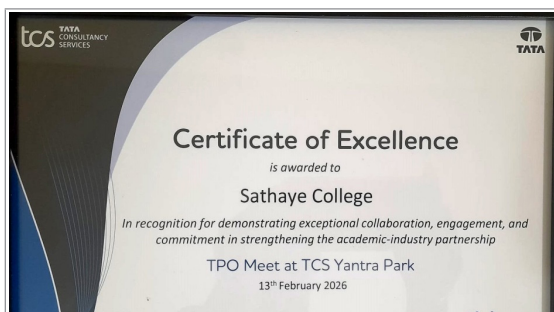 tcs TATA
CONSULTANCY
SERVICES
TATA
Certificate of Excellence
is awarded to
Sathaye College
In recognition for demonstrating exceptional collaboration, engagement, and
commitment in strengthening the academic-industry partnership
TPO Meet at TCS Yantra Park
13th February 2026